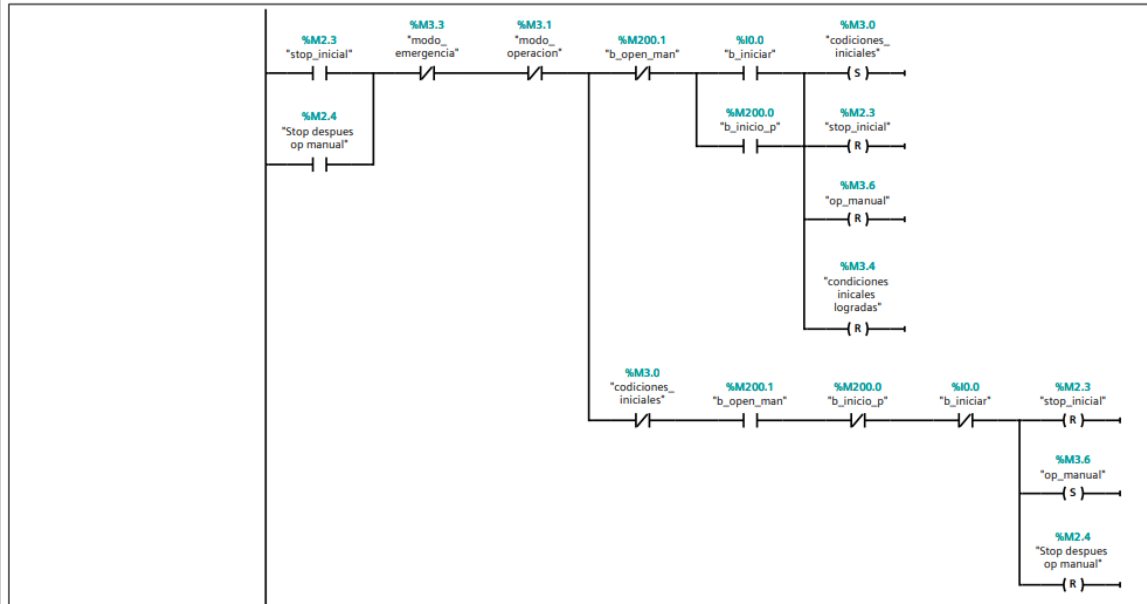 %M2.3
"stop_inicial"
%M3.3
"modo_
emergencia"
%M3.1
"modo_
operacion"
%M200.1
"b_open_man"
%I0.0
"b_iniciar"
%M3.0
"codiciones_
iniciales"
S
%M2.4
"Stop despues
op manual"
%M200.0
"b_inicio_p"
%M2.3
"stop_inicial"
R
%M3.6
"op_manual"
R
%M3.4
"condiciones
inicales
logradas"
R
%M3.0
"codiciones_
iniciales"
%M200.1
"b_open_man"
%M200.0
"b_inicio_p"
%I0.0
"b_iniciar"
%M2.3
"stop_inicial"
R
%M3.6
"op_manual"
S
%M2.4
"Stop despues
op manual"
R